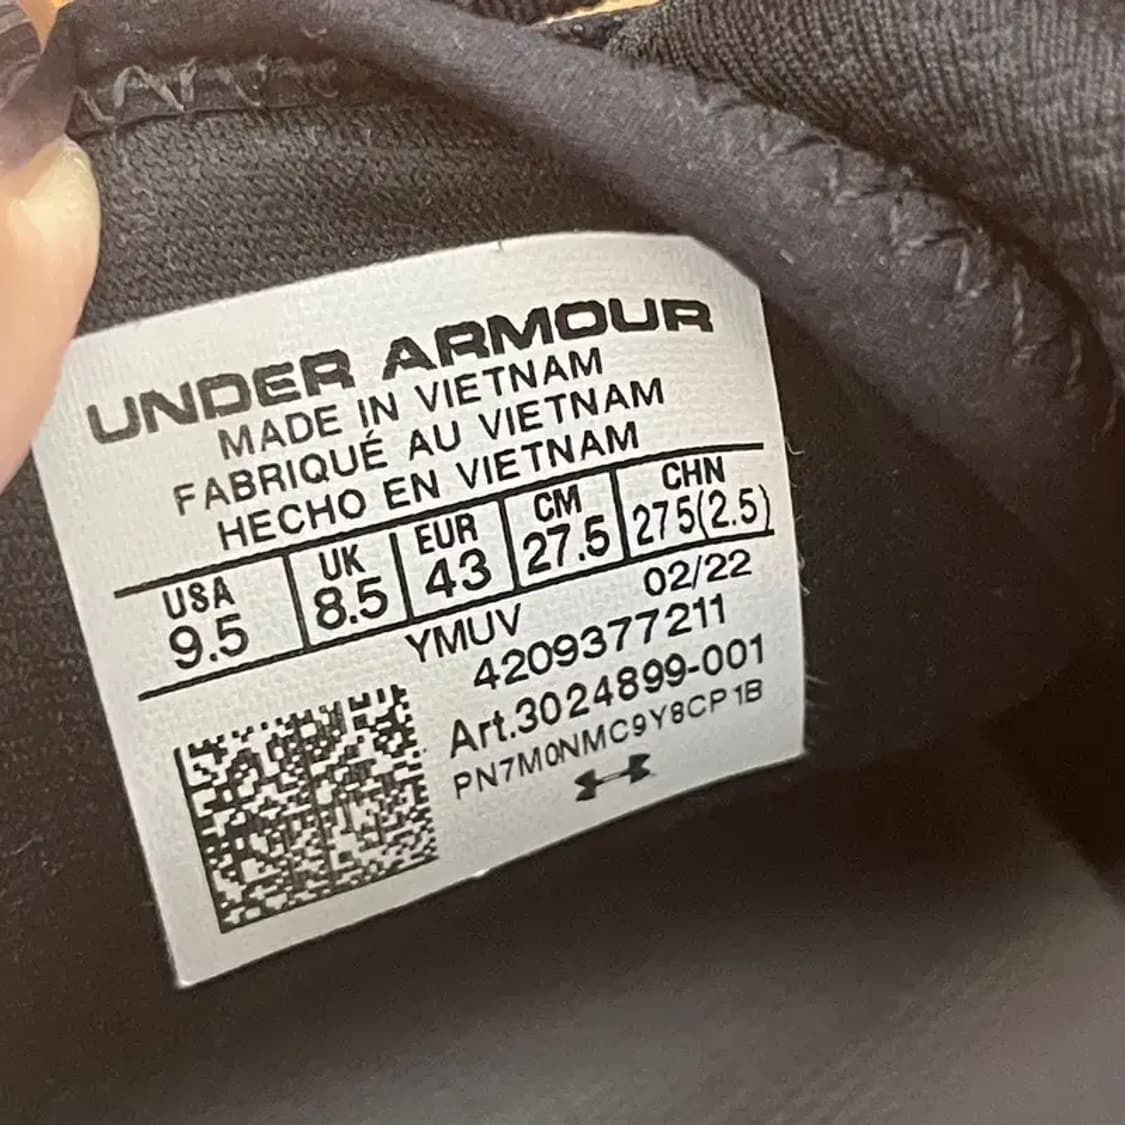 UNDER ARMOUR
MADE IN VIETNAM
FABRIQUÉ AU VIETNAM
HECHO EN VIETNAM
USA UK EUR CM CHN
9.5 8.5 43 27.5 275(2.5)
YMUV 02/22
4209377211
Art.3024899-001
PN7M0NMC9Y8CP1B